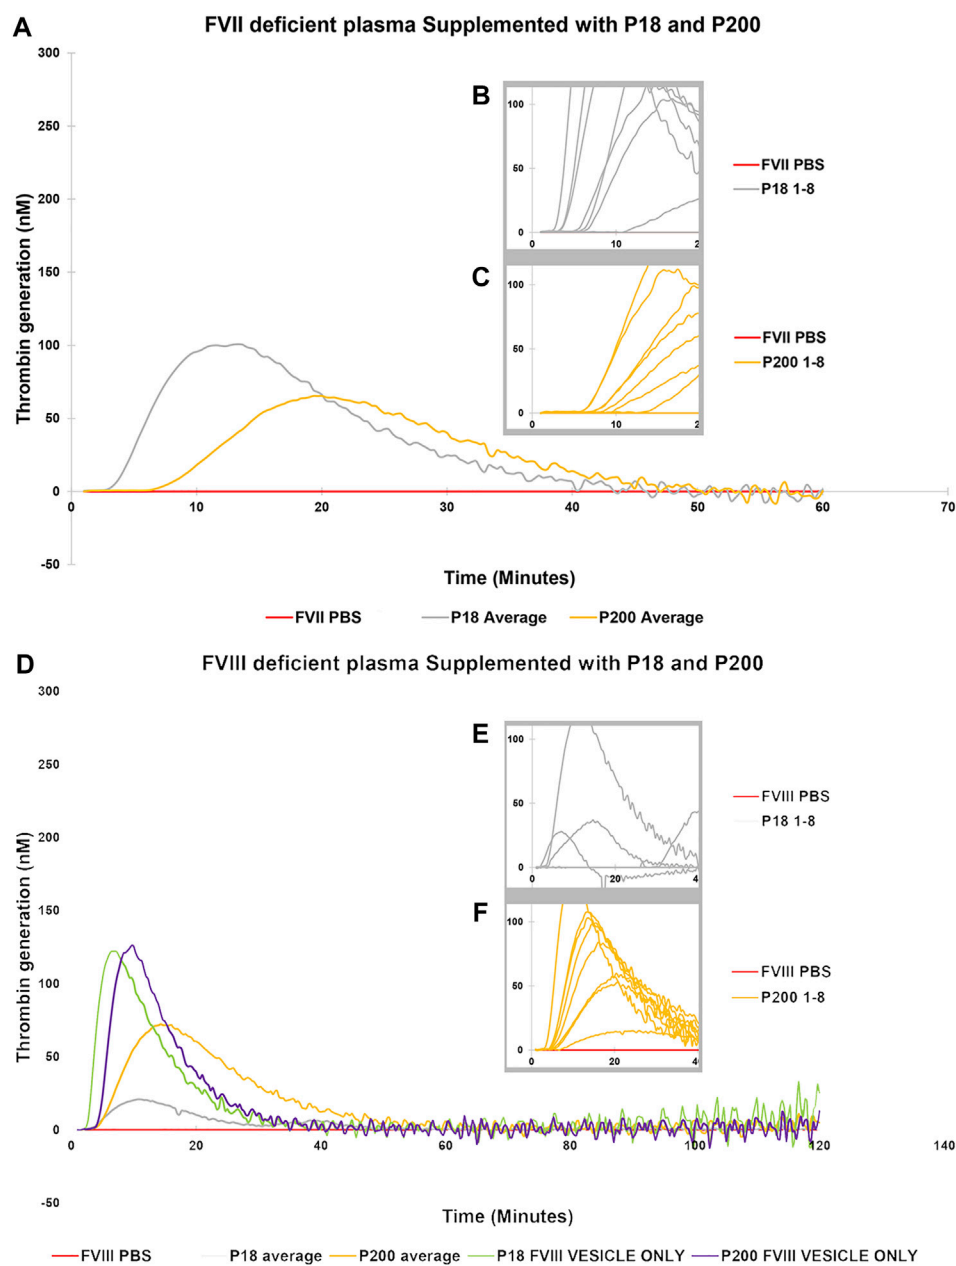 A
FVII deficient plasma Supplemented with P18 and P200
300
250
200
150
100
50
0
-50
Thrombin generation (nM)
0 10 20 30 40 50 60 70
Time (Minutes)
B
100
50
0
0 10 2
FVII PBS
P18 1-8
C
100
50
0
0 10 2
FVII PBS
P200 1-8
FVII PBS P18 Average P200 Average
D
FVIII deficient plasma Supplemented with P18 and P200
300
250
200
150
100
50
0
-50
Thrombin generation (nM)
0 20 40 60 80 100 120 140
Time (Minutes)
E
100
50
0
0 20 4
FVIII PBS
P18 1-8
F
100
50
0
0 20 4
FVIII PBS
P200 1-8
FVIII PBS P18 average P200 average P18 FVIII VESICLE ONLY P200 FVIII VESICLE ONLY